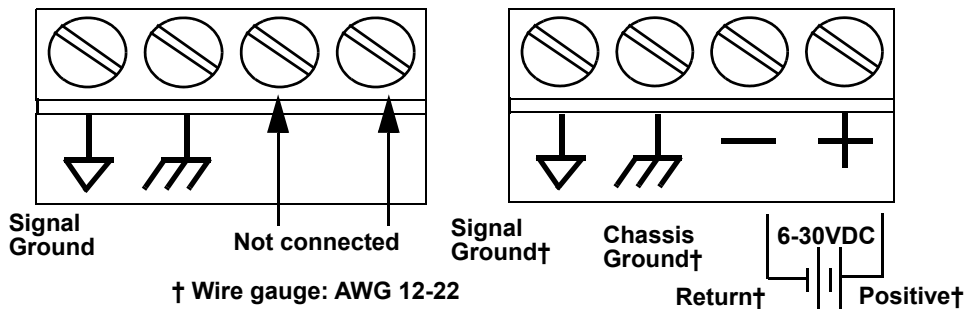 Signal
Ground
Not connected
† Wire gauge: AWG 12-22
Signal
Ground†
Chassis
Ground†
6-30VDC
Return†
Positive†